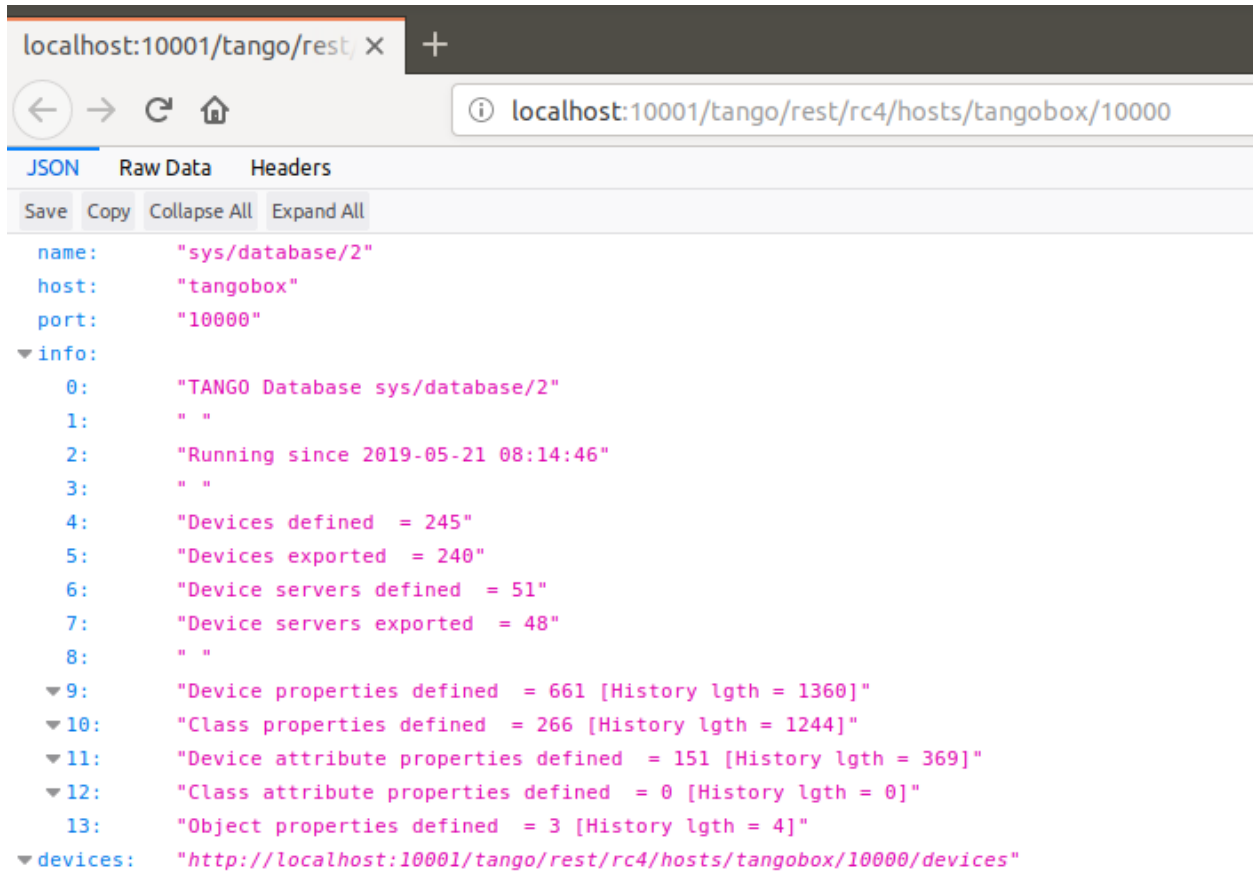 localhost:10001/tango/rest/
localhost:10001/tango/rest/rc4/hosts/tangobox/10000
JSON Raw Data Headers
Save Copy Collapse All Expand All
name: "sys/database/2"
host: "tangobox"
port: "10000"
info:
0: "TANGO Database sys/database/2"
1: " "
2: "Running since 2019-05-21 08:14:46"
3: " "
4: "Devices defined  = 245"
5: "Devices exported  = 240"
6: "Device servers defined  = 51"
7: "Device servers exported  = 48"
8: " "
9: "Device properties defined  = 661 [History lgth = 1360]"
10: "Class properties defined  = 266 [History lgth = 1244]"
11: "Device attribute properties defined  = 151 [History lgth = 369]"
12: "Class attribute properties defined  = 0 [History lgth = 0]"
13: "Object properties defined  = 3 [History lgth = 4]"
devices: "http://localhost:10001/tango/rest/rc4/hosts/tangobox/10000/devices"